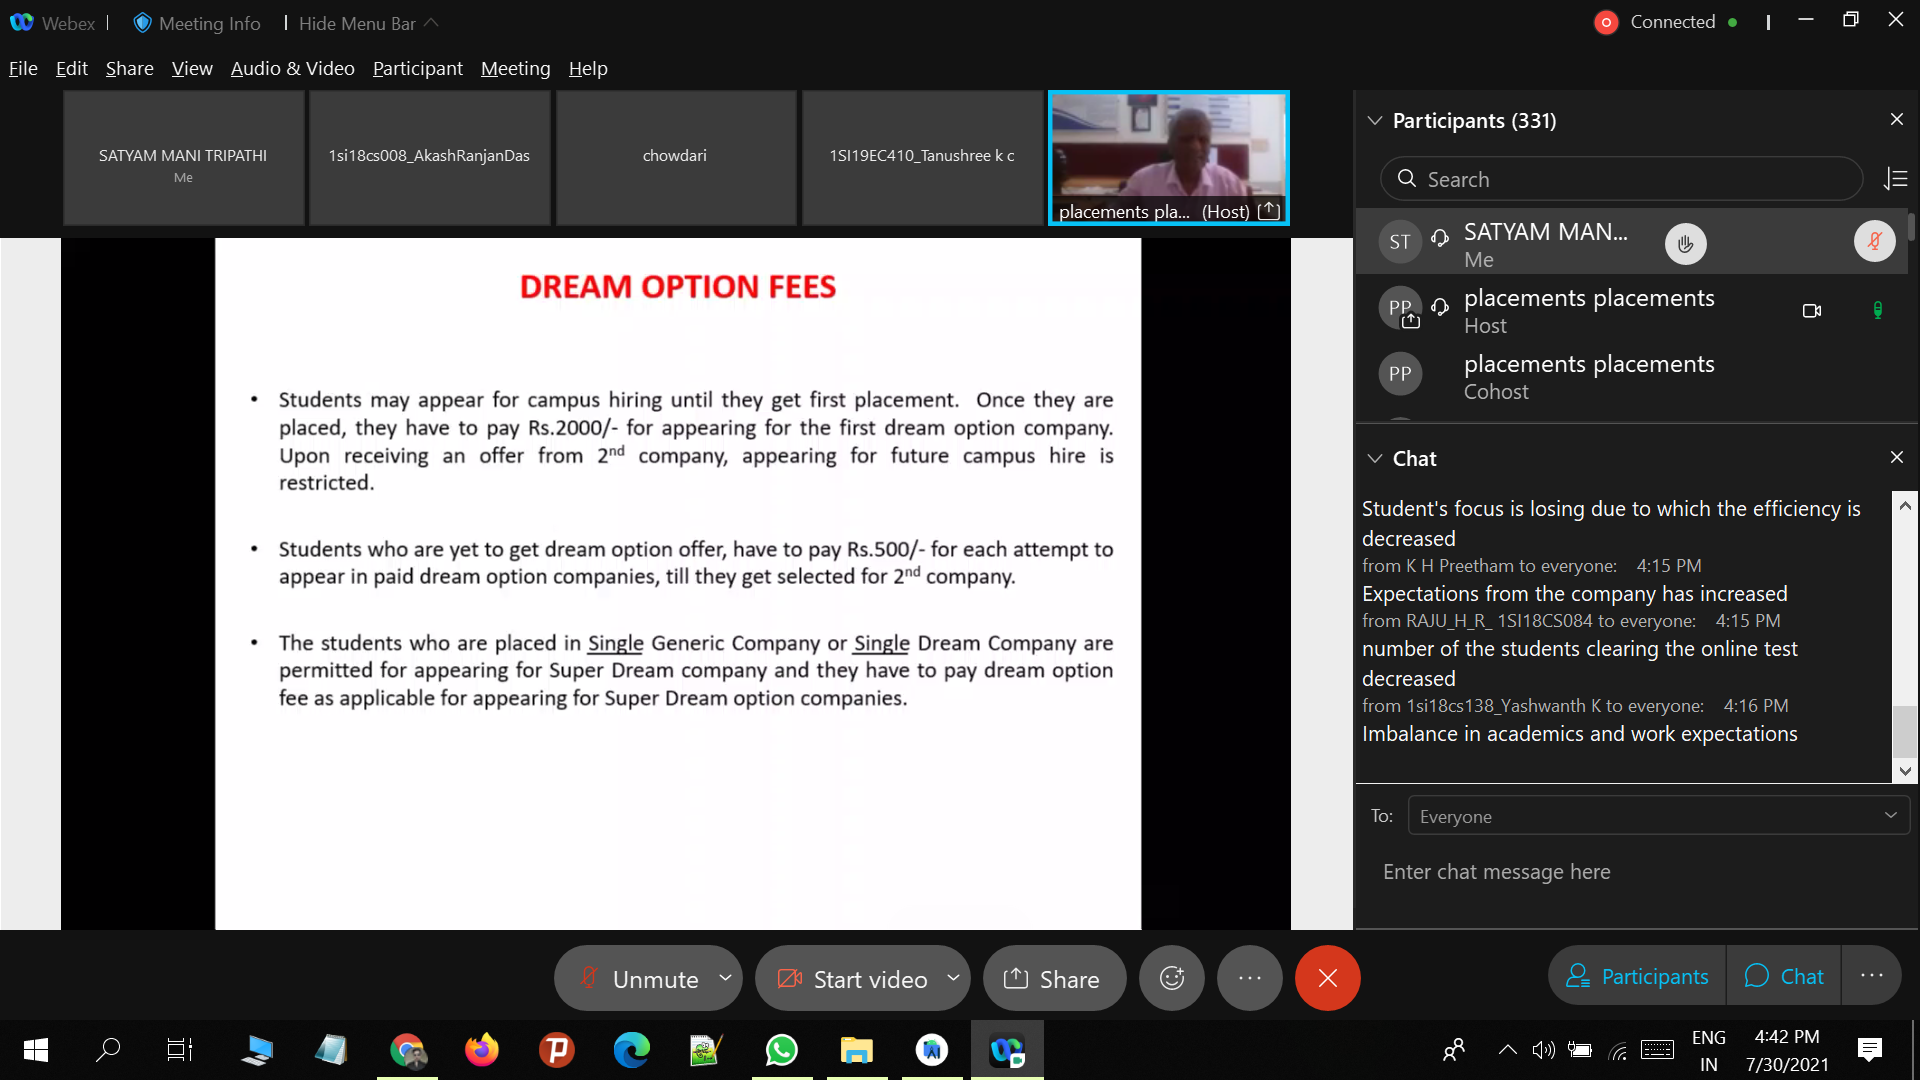 Webex
Meeting Info
Hide Menu Bar
Connected
File Edit Share View Audio & Video Participant Meeting Help
SATYAM MANI TRIPATHI
Me
1si18cs008_AkashRanjanDas
chowdari
1SI19EC410_Tanushree k c
placements pla... (Host)
DREAM OPTION FEES
• Students may appear for campus hiring until they get first placement. Once they are
placed, they have to pay Rs.2000/- for appearing for the first dream option company.
Upon receiving an offer from 2nd company, appearing for future campus hire is
restricted.
• Students who are yet to get dream option offer, have to pay Rs.500/- for each attempt to
appear in paid dream option companies, till they get selected for 2nd company.
• The students who are placed in Single Generic Company or Single Dream Company are
permitted for appearing for Super Dream company and they have to pay dream option
fee as applicable for appearing for Super Dream option companies.
Participants (331)
Search
ST
SATYAM MAN...
Me
PP
placements placements
Host
PP
placements placements
Cohost
Chat
Student's focus is losing due to which the efficiency is
decreased
from K H Preetham to everyone: 4:15 PM
Expectations from the company has increased
from RAJU_H_R_ 1SI18CS084 to everyone: 4:15 PM
number of the students clearing the online test
decreased
from 1si18cs138_Yashwanth K to everyone: 4:16 PM
Imbalance in academics and work expectations
To: Everyone
Enter chat message here
Unmute
Start video
Share
Participants
Chat
ENG
IN
4:42 PM
7/30/2021